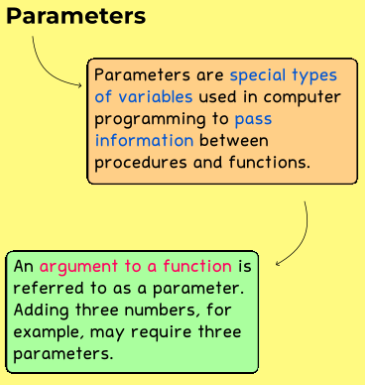 Parameters
Parameters are special types
of variables used in computer
programming to pass
information between
procedures and functions.
An argument to a function is
referred to as a parameter.
Adding three numbers, for
example, may require three
parameters.